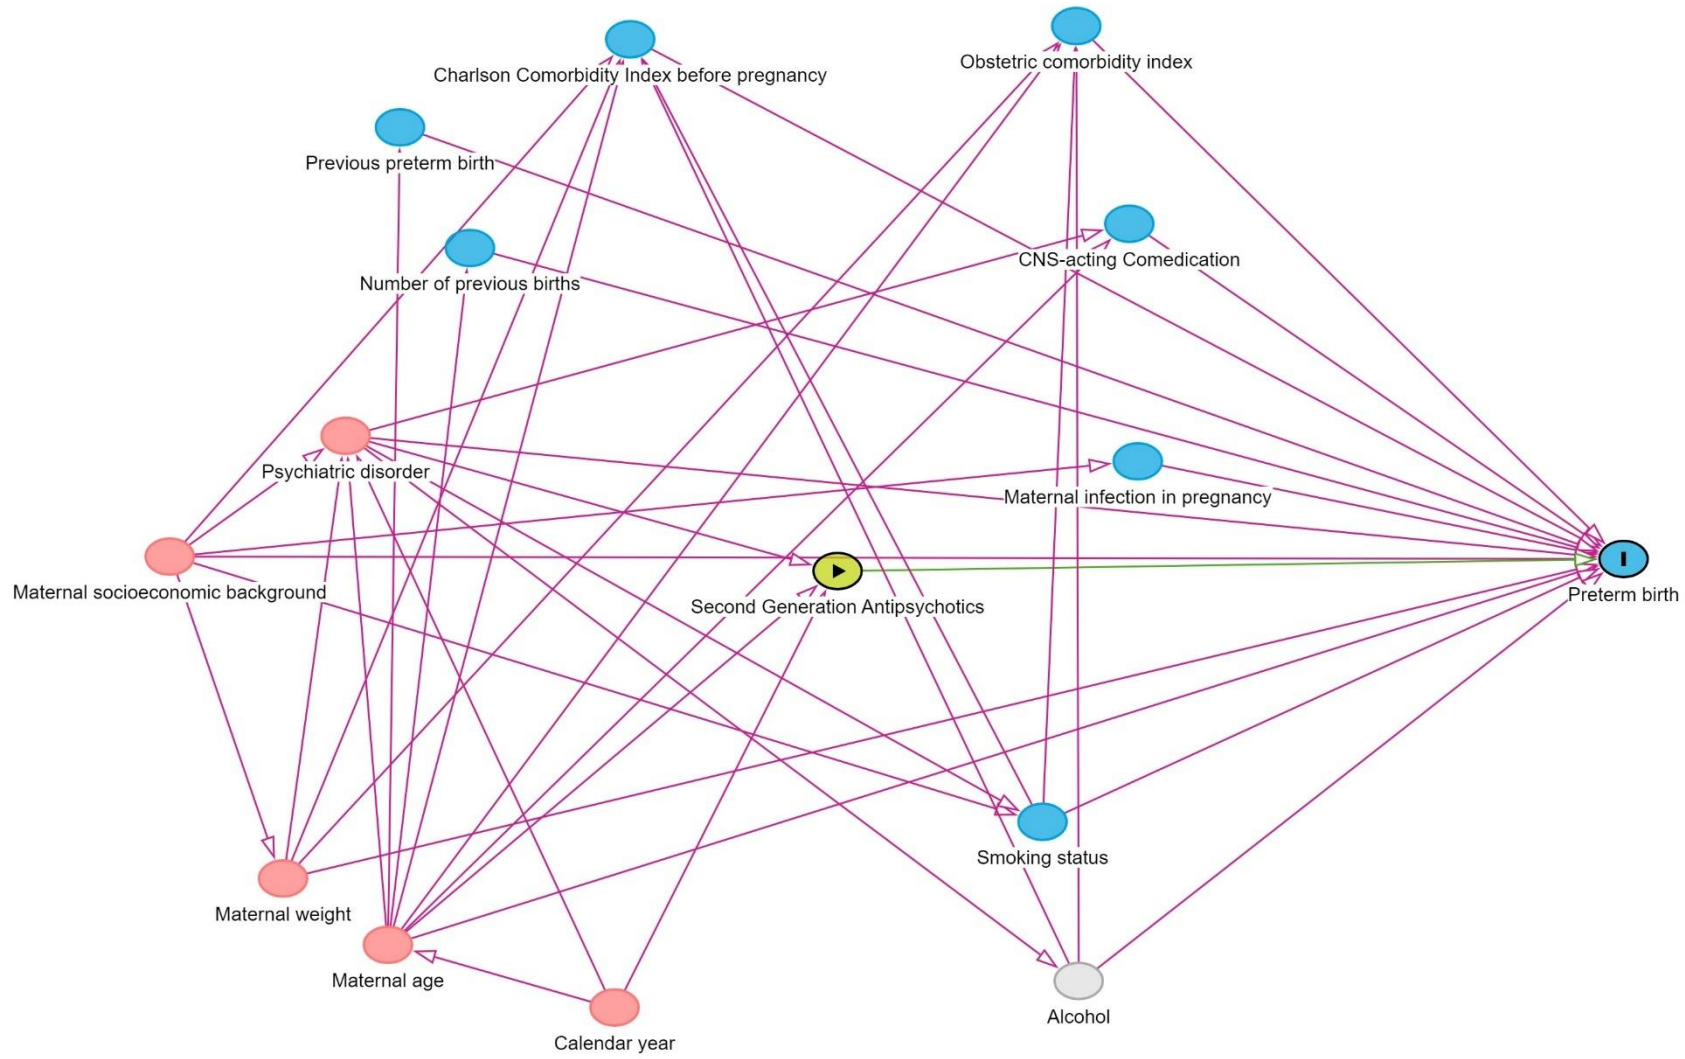 Obstetric comorbidity index
Charlson Comorbidity Index before pregnancy
Previous preterm birth
CNS-acting Comedication
Number of previous births
Psychiatric disorder
Maternal infection in pregnancy
Maternal socioeconomic background
Second Generation Antipsychotics
Preterm birth
Smoking status
Maternal weight
Maternal age
Alcohol
Calendar year